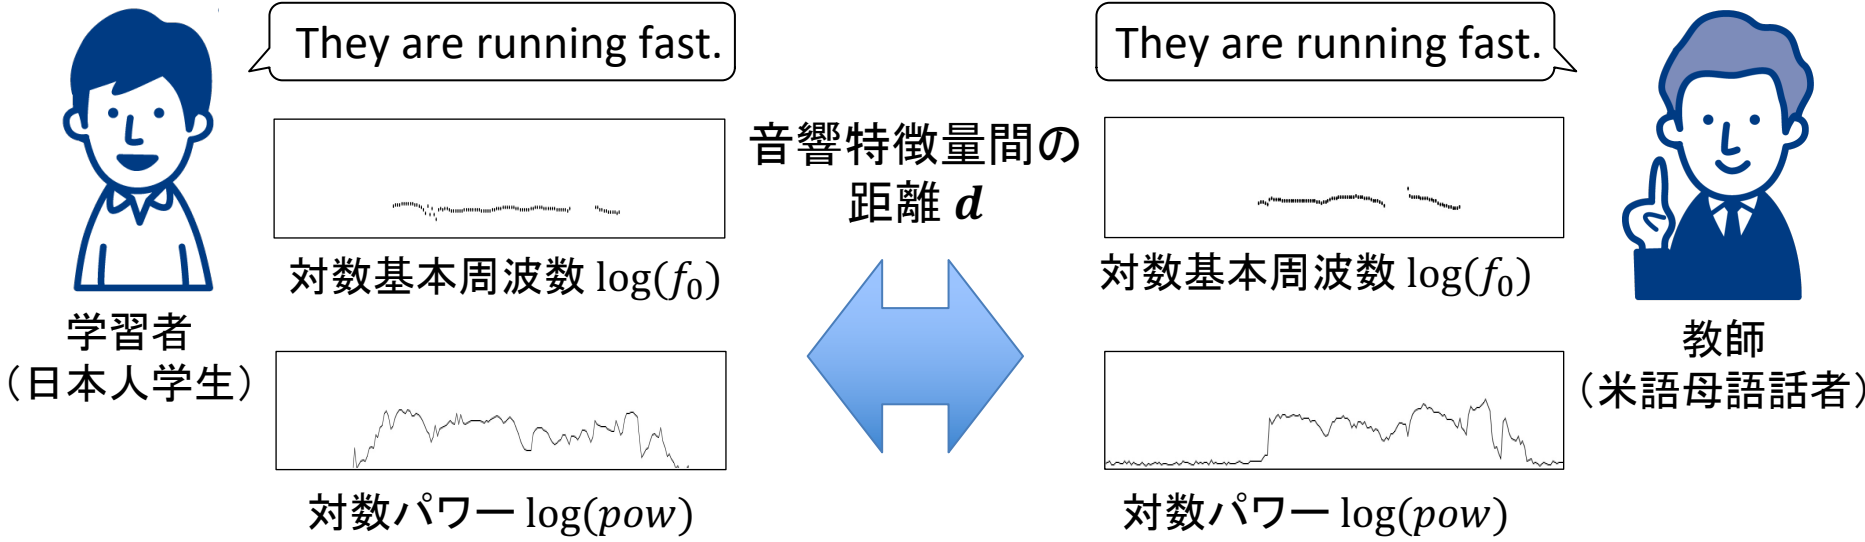 They are running fast.
They are running fast.
音響特徴量間の
距離 d
対数基本周波数 log(f₀)
対数基本周波数 log(f₀)
学習者
（日本人学生）
教師
（米語母語話者）
対数パワー log(pow)
対数パワー log(pow)